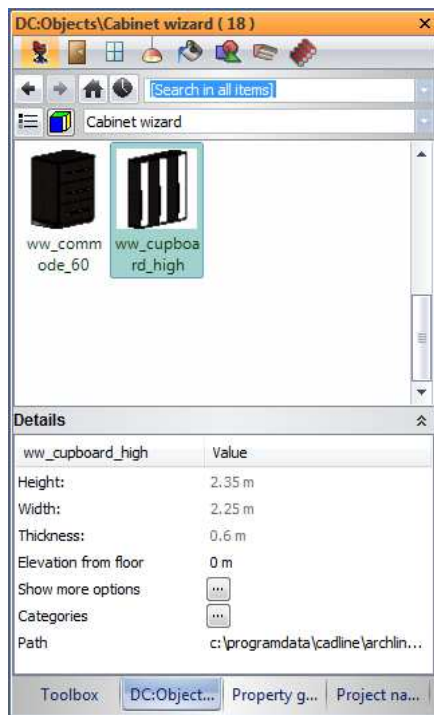 DC:Objects\Cabinet wizard ( 18 )
[Search in all items]
Cabinet wizard
ww_comm
ode_60
ww_cupboa
rd_high
Details
ww_cupboard_high Value
Height: 2.35 m
Width: 2.25 m
Thickness: 0.6 m
Elevation from floor 0 m
Show more options ...
Categories ...
Path c:\programdata\cadline\archlin...
Toolbox DC:Object... Property g... Project na...